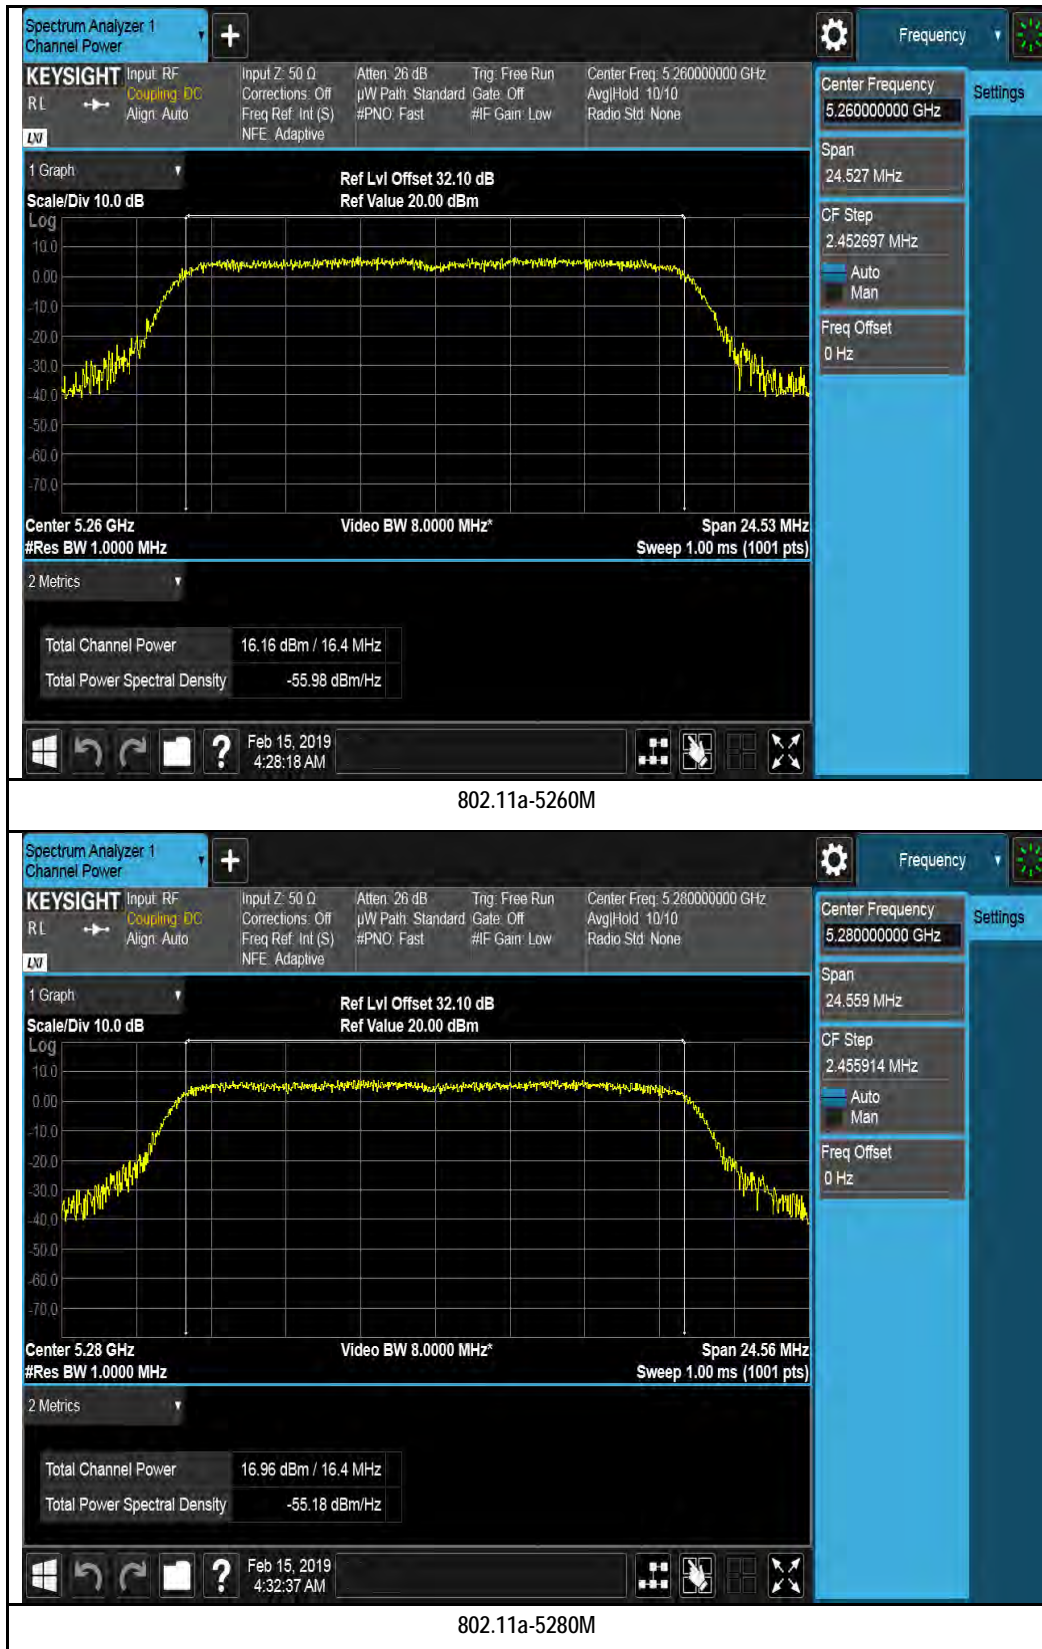 Spectrum Analyzer 1
Channel Power
Frequency
KEYSIGHT
RL
LXI
Input: RF
Coupling: DC
Align: Auto
Input Z: 50 Ω
Corrections: Off
Freq Ref: Int (S)
NFE: Adaptive
Atten: 26 dB
µW Path: Standard
#PNO: Fast
Trig: Free Run
Gate: Off
#IF Gain: Low
Center Freq: 5.260000000 GHz
Avg|Hold: 10/10
Radio Std: None
Center Frequency
5.260000000 GHz
Settings
Span
24.527 MHz
CF Step
2.452697 MHz
Auto
Man
Freq Offset
0 Hz
1 Graph
Ref Lvl Offset 32.10 dB
Scale/Div 10.0 dB
Ref Value 20.00 dBm
Log
10.0
0.00
-10.0
-20.0
-30.0
-40.0
-50.0
-60.0
-70.0
Center 5.26 GHz
Video BW 8.0000 MHz*
Span 24.53 MHz
#Res BW 1.0000 MHz
Sweep 1.00 ms (1001 pts)
2 Metrics
Total Channel Power 16.16 dBm / 16.4 MHz
Total Power Spectral Density -55.98 dBm/Hz
? Feb 15, 2019
4:28:18 AM
802.11a-5260M
Spectrum Analyzer 1
Channel Power
Frequency
KEYSIGHT
RL
LXI
Input: RF
Coupling: DC
Align: Auto
Input Z: 50 Ω
Corrections: Off
Freq Ref: Int (S)
NFE: Adaptive
Atten: 26 dB
µW Path: Standard
#PNO: Fast
Trig: Free Run
Gate: Off
#IF Gain: Low
Center Freq: 5.280000000 GHz
Avg|Hold: 10/10
Radio Std: None
Center Frequency
5.280000000 GHz
Settings
Span
24.559 MHz
CF Step
2.455914 MHz
Auto
Man
Freq Offset
0 Hz
1 Graph
Ref Lvl Offset 32.10 dB
Scale/Div 10.0 dB
Ref Value 20.00 dBm
Log
10.0
0.00
-10.0
-20.0
-30.0
-40.0
-50.0
-60.0
-70.0
Center 5.28 GHz
Video BW 8.0000 MHz*
Span 24.56 MHz
#Res BW 1.0000 MHz
Sweep 1.00 ms (1001 pts)
2 Metrics
Total Channel Power 16.96 dBm / 16.4 MHz
Total Power Spectral Density -55.18 dBm/Hz
? Feb 15, 2019
4:32:37 AM
802.11a-5280M